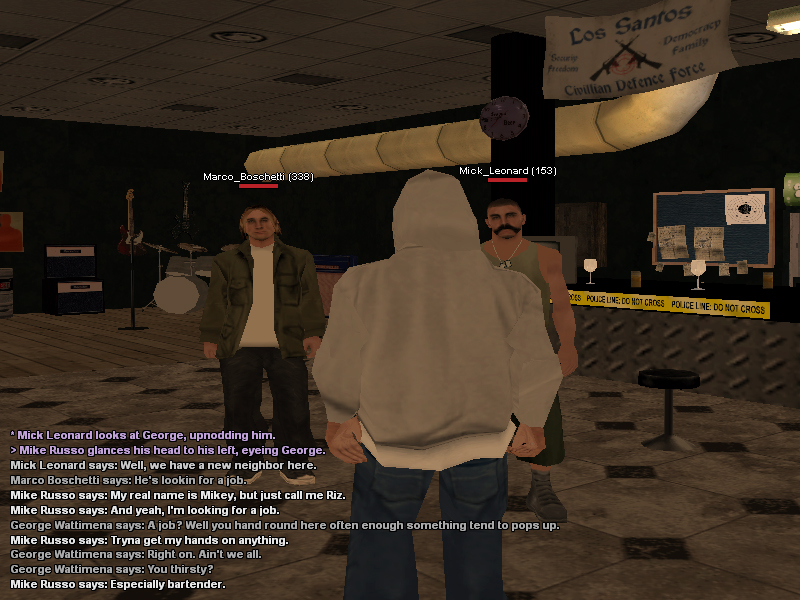 Los Santos
Democracy
Family
Freedom
Civillian Defence Force
Marco_Boschetti (338)
Mick_Leonard (153)
CROSS POLICE LINE: DO NOT CROSS POLICE LINE: DO NOT CROSS
* Mick Leonard looks at George, upnodding him.
> Mike Russo glances his head to his left, eyeing George.
Mick Leonard says: Well, we have a new neighbor here.
Marco Boschetti says: He's lookin for a job.
Mike Russo says: My real name is Mikey, but just call me Riz.
Mike Russo says: And yeah, I'm looking for a job.
George Wattimena says: A job? Well you hand round here often enough something tend to pops up.
Mike Russo says: Tryna get my hands on anything.
George Wattimena says: Right on. Ain't we all.
George Wattimena says: You thirsty?
Mike Russo says: Especially bartender.